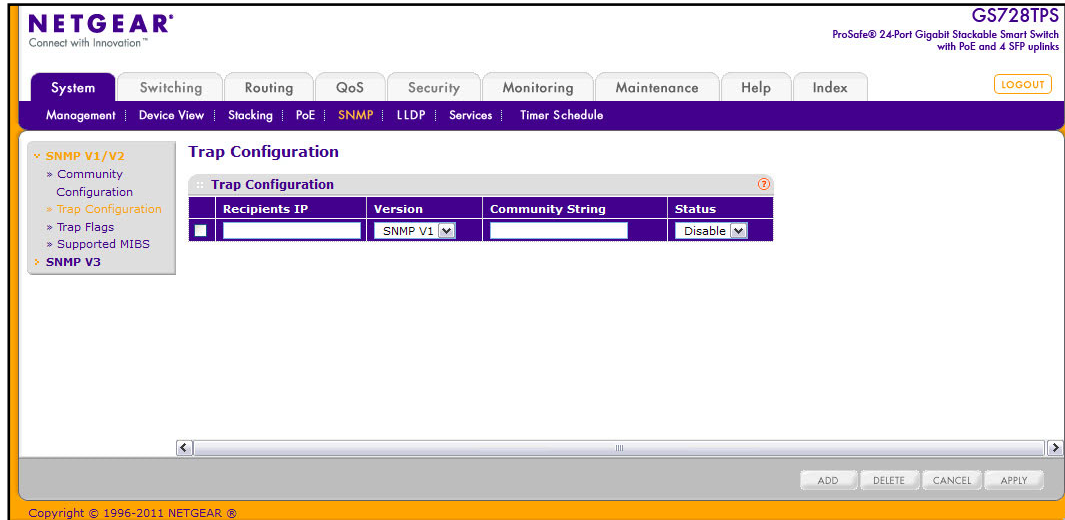 NETGEAR®
Connect with Innovation™
GS728TPS
ProSafe® 24-Port Gigabit Stackable Smart Switch
with PoE and 4 SFP uplinks
System Switching Routing QoS Security Monitoring Maintenance Help Index
LOGOUT
Management Device View Stacking PoE SNMP LLDP Services Timer Schedule
SNMP V1/V2
» Community
Configuration
» Trap Configuration
» Trap Flags
» Supported MIBS
SNMP V3
Trap Configuration
Trap Configuration
?
Recipients IP Version Community String Status
SNMP V1 Disable
ADD DELETE CANCEL APPLY
Copyright © 1996-2011 NETGEAR ®